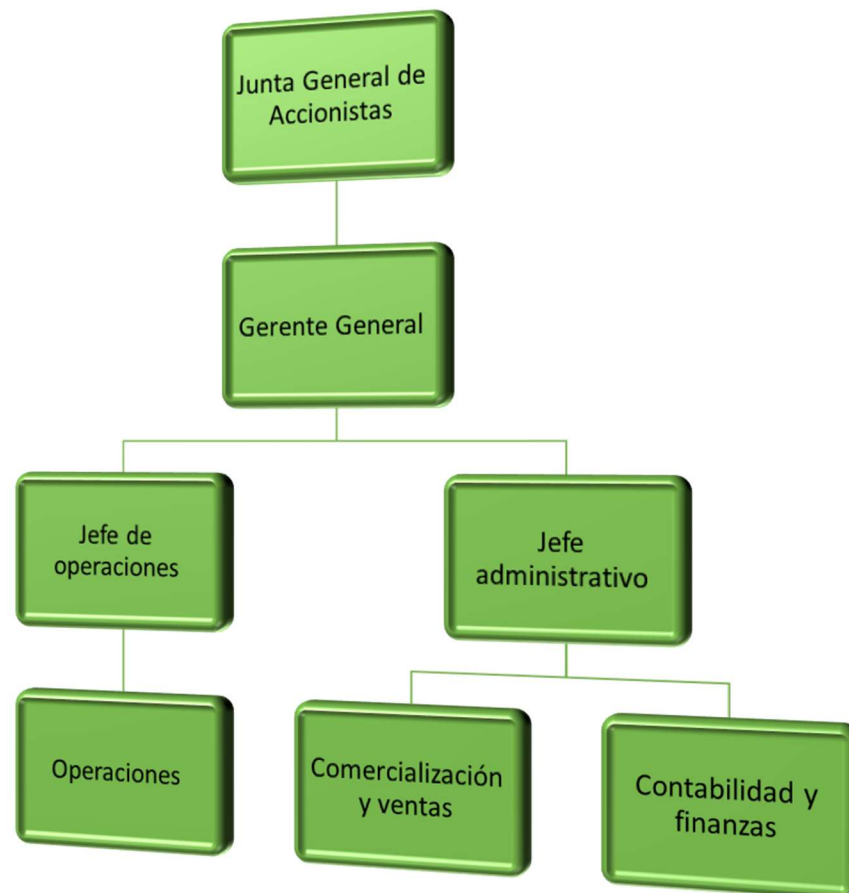 Junta General de
Accionistas
Gerente General
Jefe de
operaciones
Jefe
administrativo
Operaciones
Comercialización
y ventas
Contabilidad y
finanzas